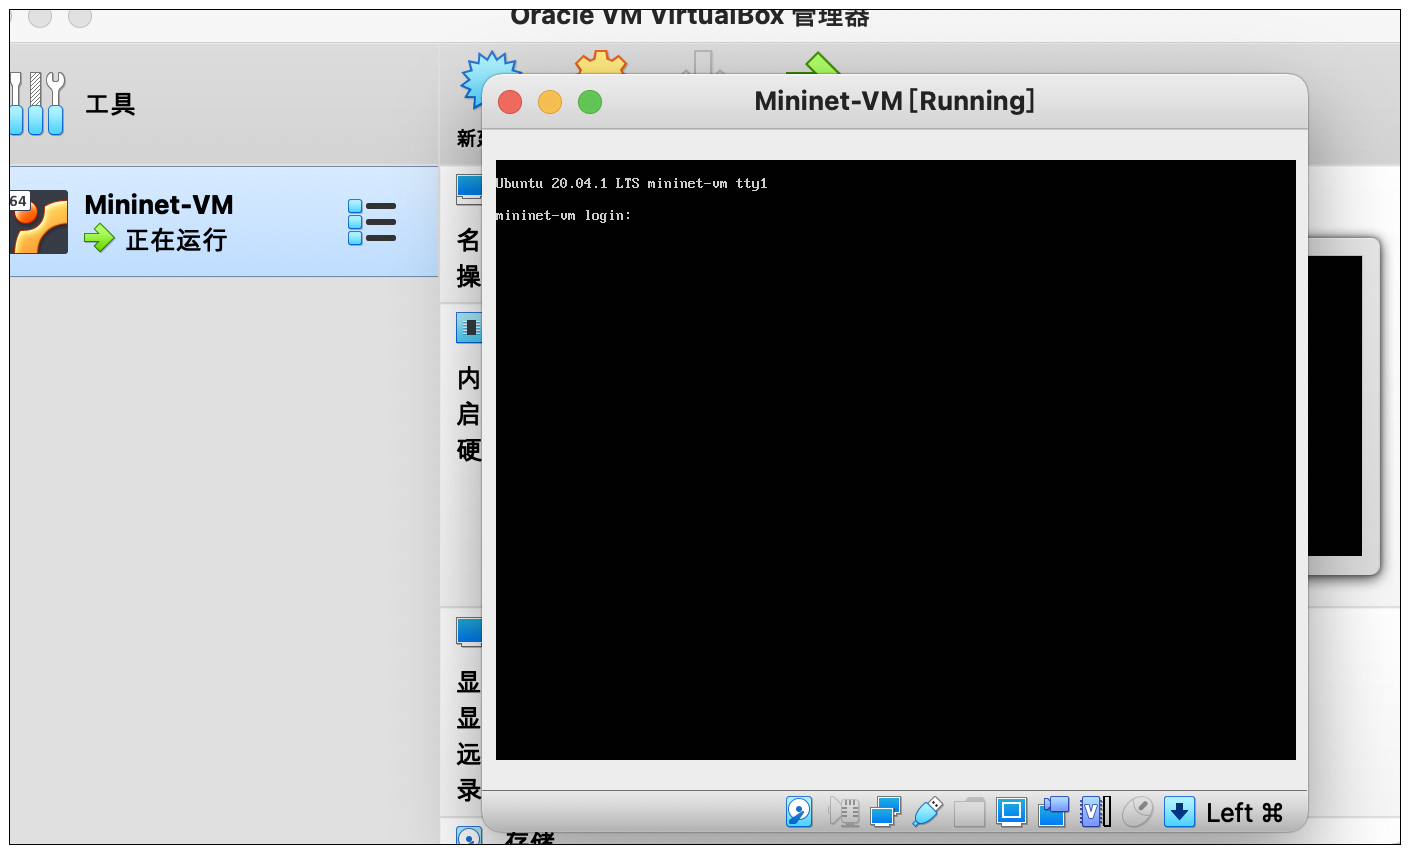 Oracle VM VirtualBox 管理器
工具
新建
Mininet-VM [Running]
64
Mininet-VM
正在运行
Ubuntu 20.04.1 LTS mininet-vm tty1
mininet-vm login:
名
操
内
启
硬
显
显
远
录
存储
Left ⌘